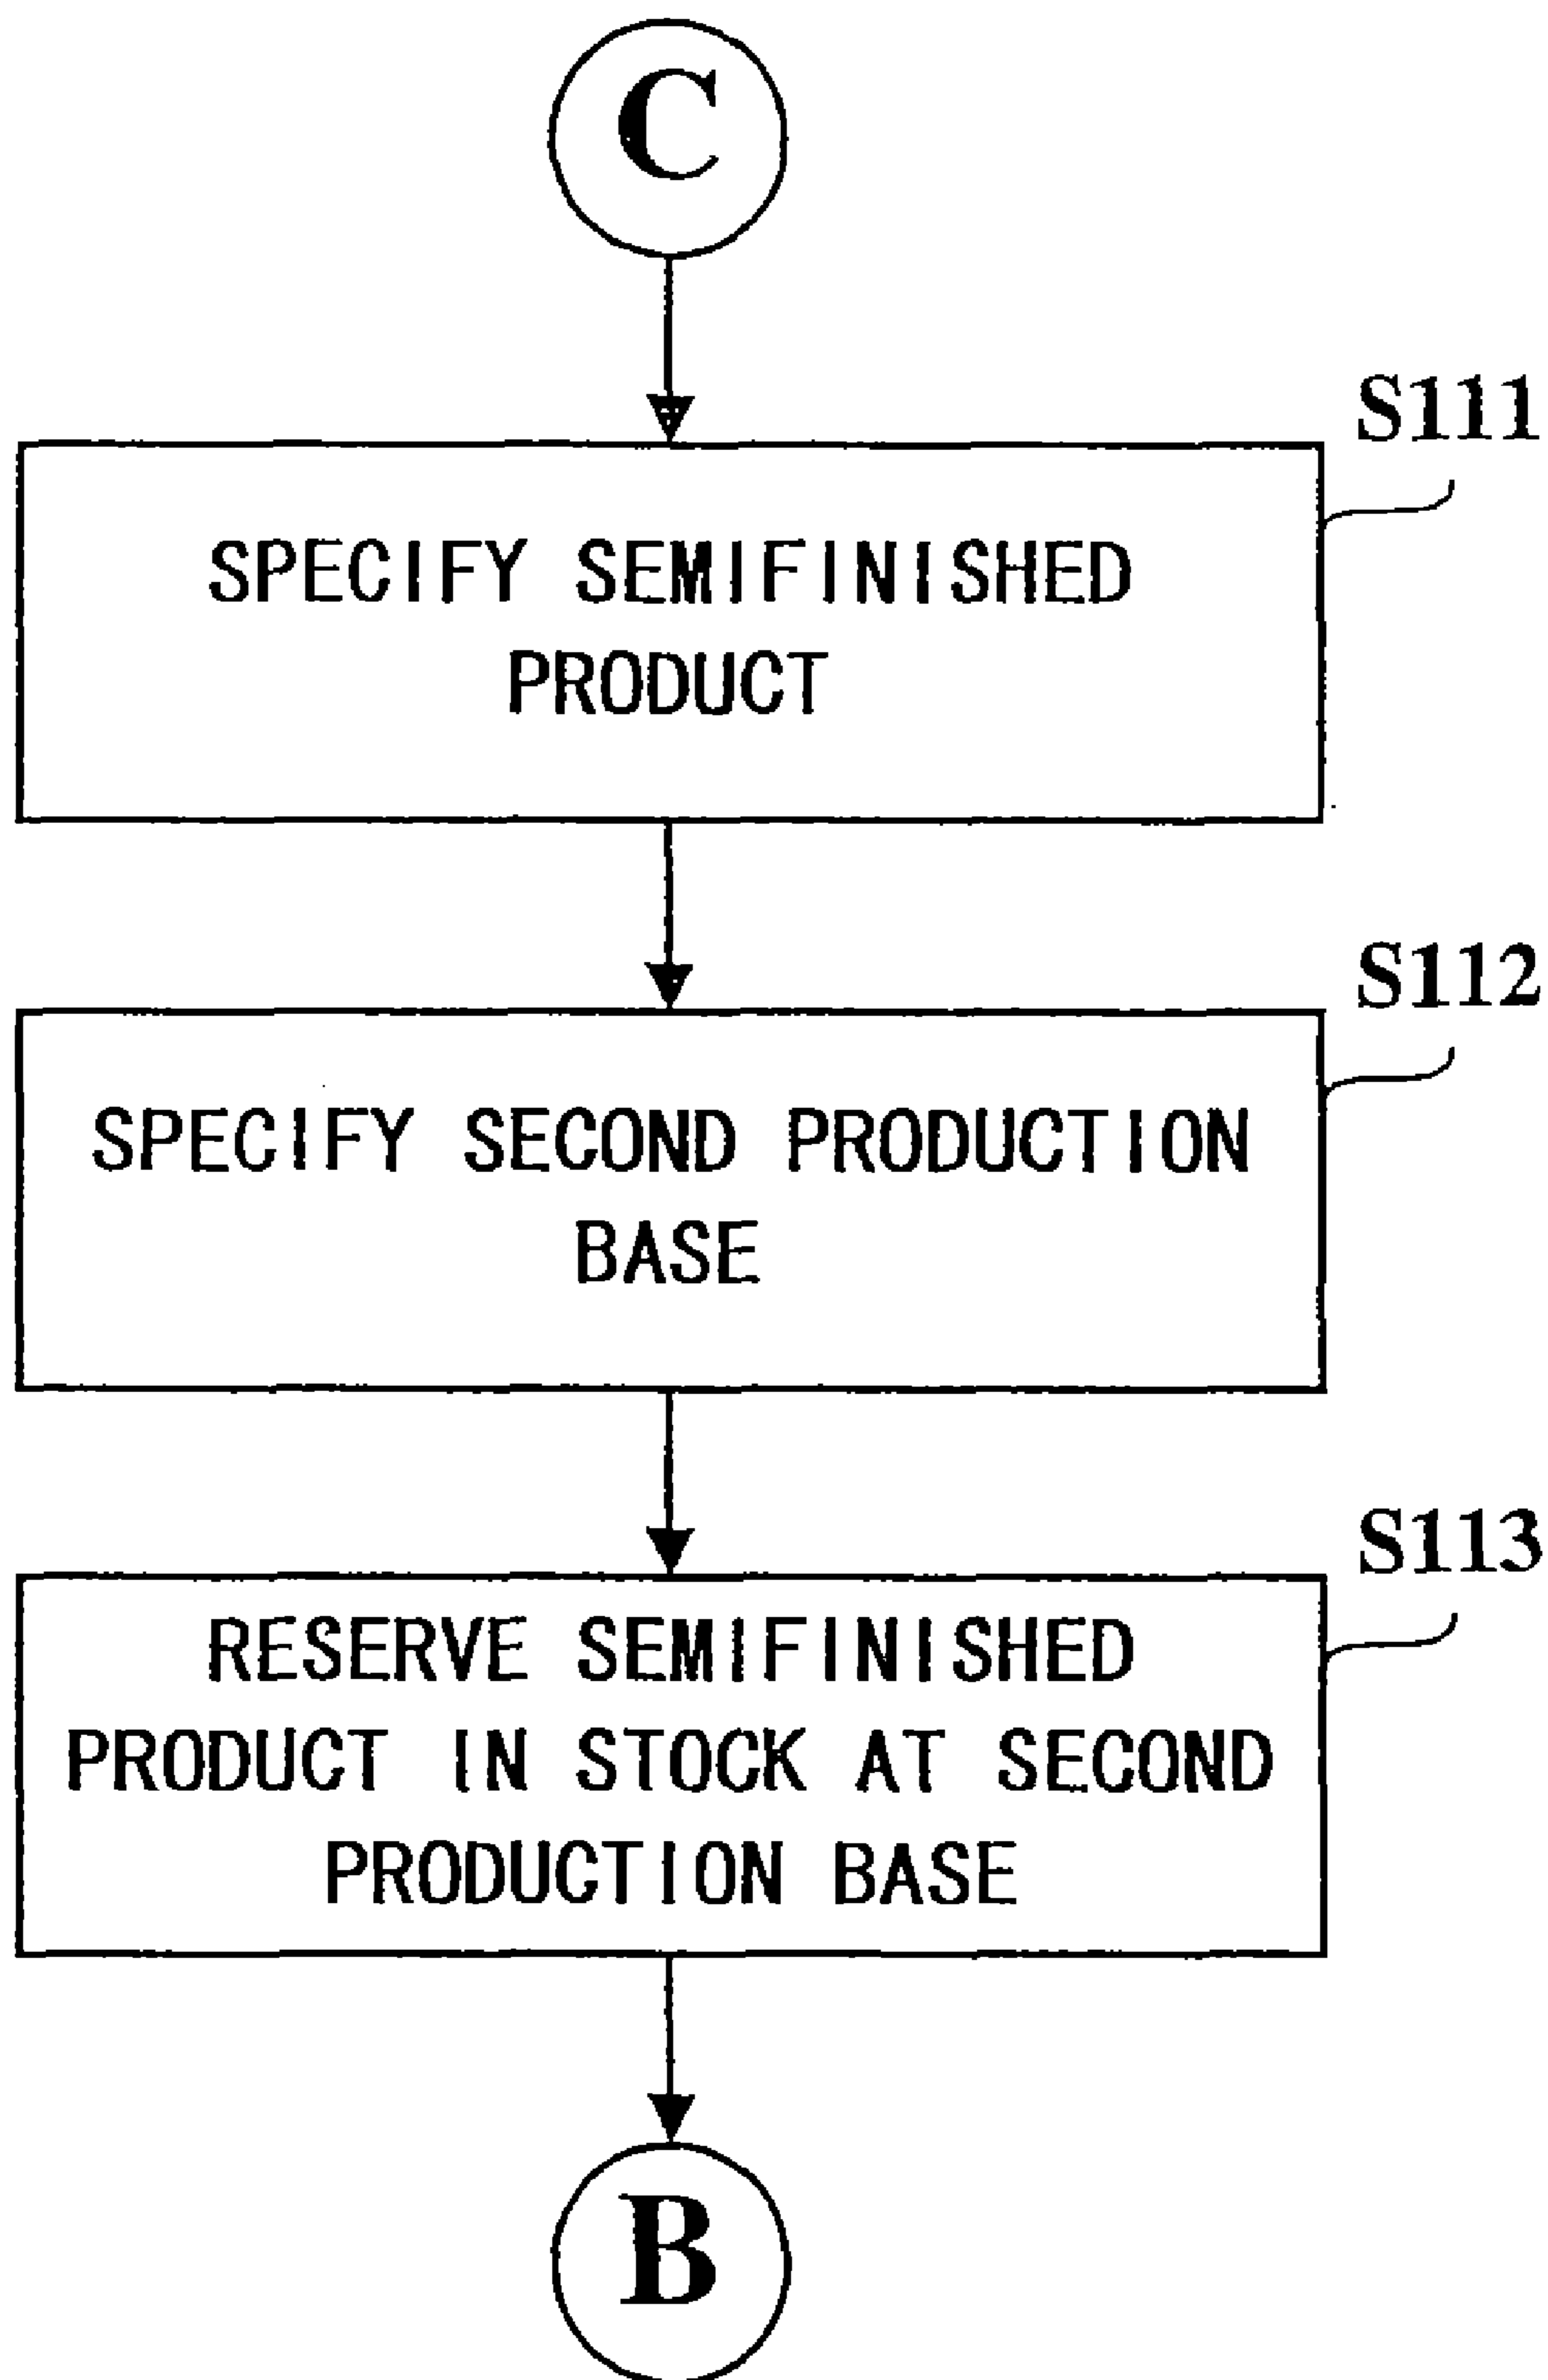 C
S111
SPECIFY SEMIFINISHED
PRODUCT
S112
SPECIFY SECOND PRODUCTION
BASE
S113
RESERVE SEMIFINISHED
PRODUCT IN STOCK AT SECOND
PRODUCTION BASE
B